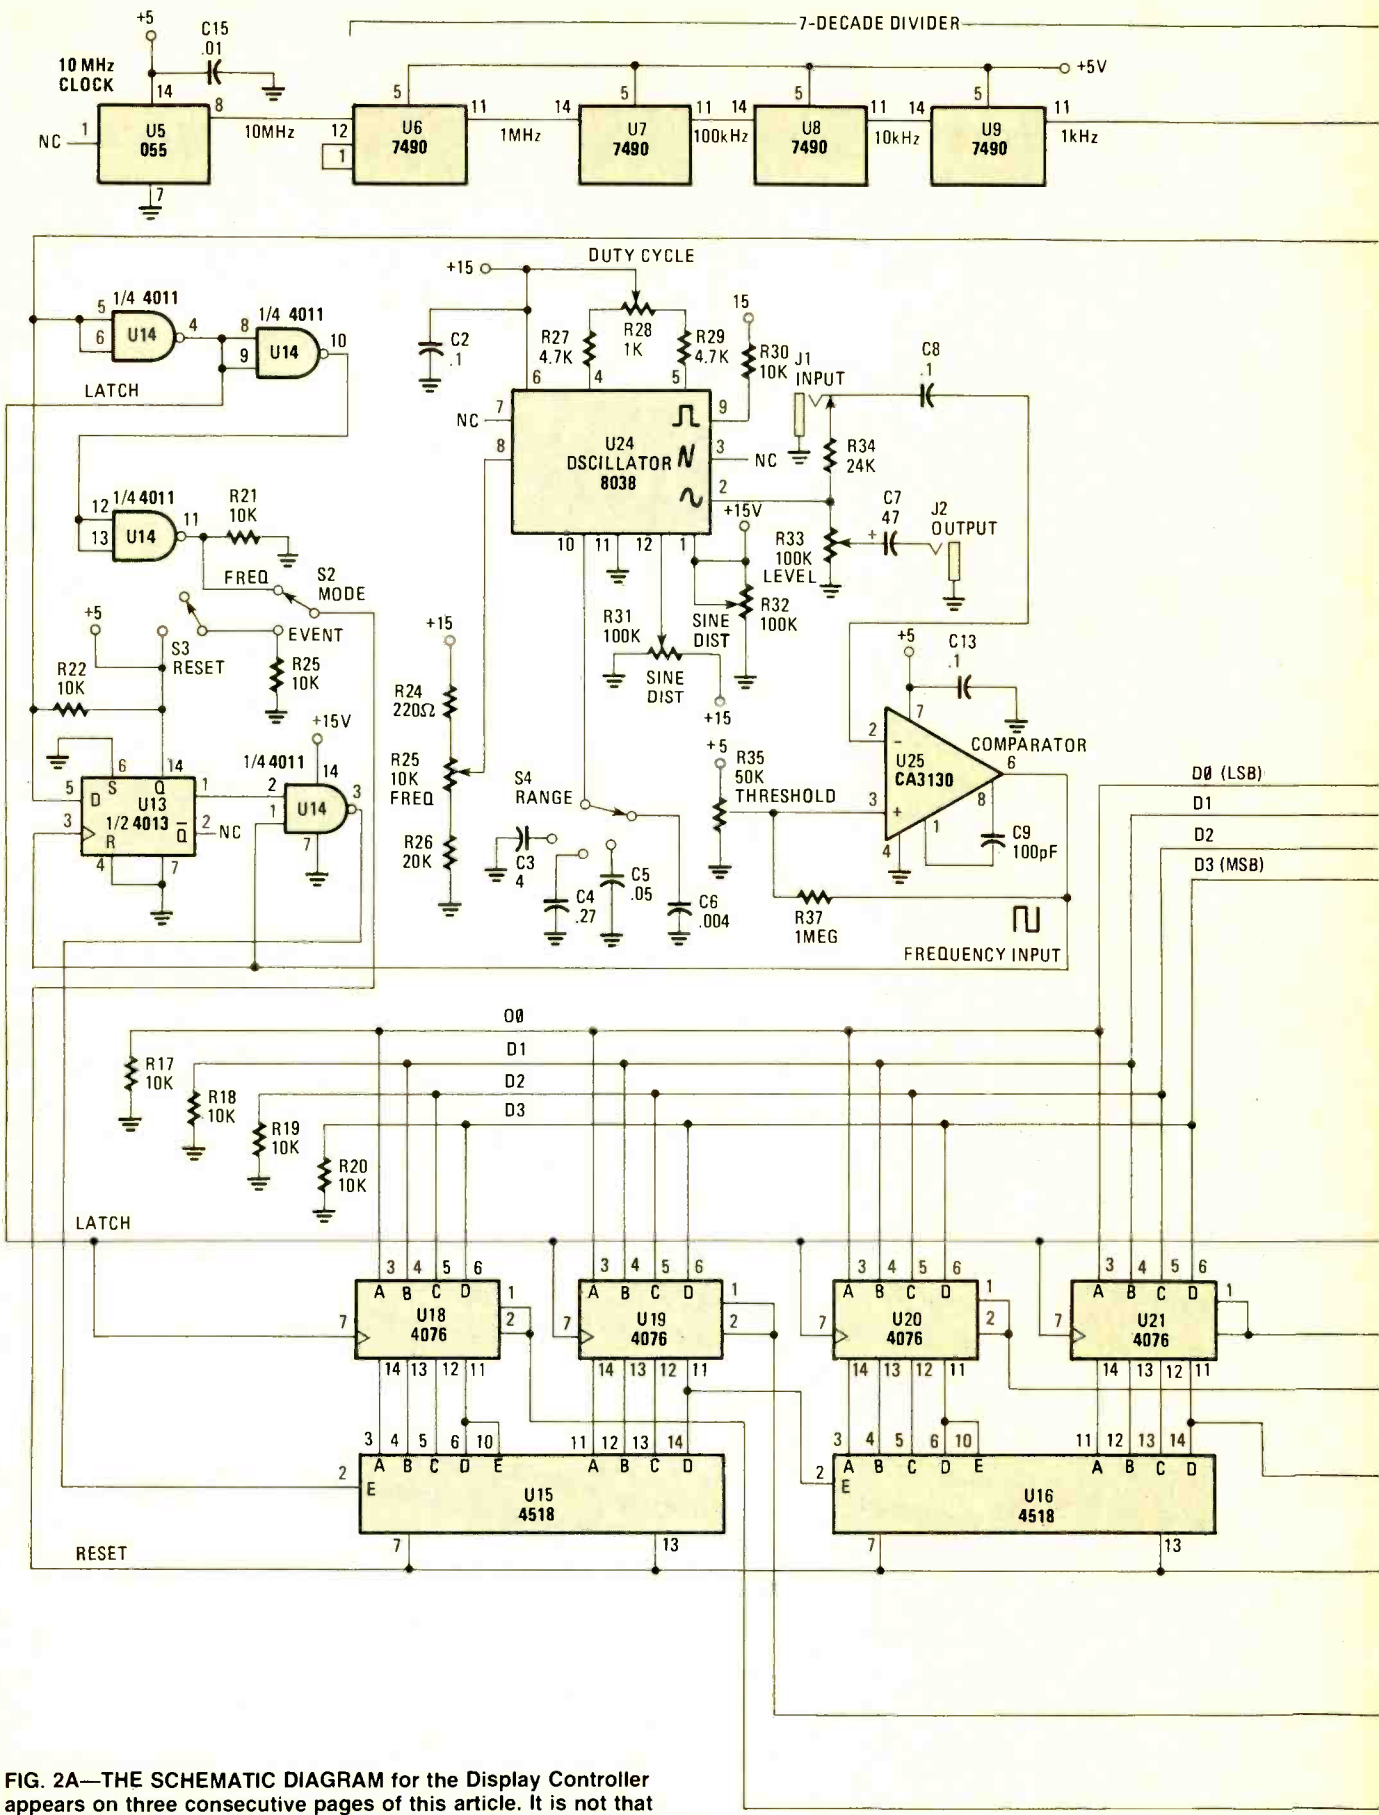 7-DECADE DIVIDER
+5
C15
.01
10 MHz
CLOCK
14
8
1
NC
U5
055
7
10MHz
5
12
1
U6
7490
11
1MHz
14
5
U7
7490
11
100kHz
14
5
U8
7490
11
10kHz
14
5
U9
7490
11
1kHz
+5V
1/4 4011
5
6
U14
4
1/4 4011
8
9
U14
10
LATCH
1/4 4011
12
13
U14
11
R21
10K
FREQ
S2
MODE
EVENT
+5
S3
RESET
R22
10K
R25
10K
+15V
1/4 4011
14
2
1
U14
3
7
6
14
S
Q
5
D
U13
1
3
1/2 4013
Q
2
NC
R
4
7
+15
DUTY CYCLE
C2
.1
R27
4.7K
R28
1K
R29
4.7K
15
R30
10K
6
4
5
7
NC
8
U24
DSCILLATOR
8038
9
3
NC
2
10
11
12
1
J1
INPUT
C8
.1
R34
24K
C7
47
+
J2
OUTPUT
R33
100K
LEVEL
+15V
R32
100K
SINE
DIST
R31
100K
SINE
DIST
+15
+15
R24
220Ω
R25
10K
FREQ
R26
20K
S4
RANGE
C3
4
C4
.27
C5
.05
C6
.004
+5
R35
50K
THRESHOLD
+5
C13
.1
7
2
-
U25
CA3130
COMPARATOR
6
3
+
8
1
4
C9
100pF
R37
1MEG
FREQUENCY INPUT
D0 (LSB)
D1
D2
D3 (MSB)
O0
D1
D2
D3
R17
10K
R18
10K
R19
10K
R20
10K
LATCH
3 4 5 6
A B C D
7
U18
4076
1
2
14 13 12 11
3 4 5 6
A B C D
7
U19
4076
1
2
14 13 12 11
3 4 5 6
A B C D
7
U20
4076
1
2
14 13 12 11
3 4 5 6
A B C D
7
U21
4076
1
14 13 12 11
3 4 5 6 10 11 12 13 14
A B C D E A B C D
2
E
U15
4518
7
13
3 4 5 6 10 11 12 13 14
A B C D E A B C D
2
E
U16
4518
7
13
RESET
FIG. 2A—THE SCHEMATIC DIAGRAM for the Display Controller
appears on three consecutive pages of this article. It is not that